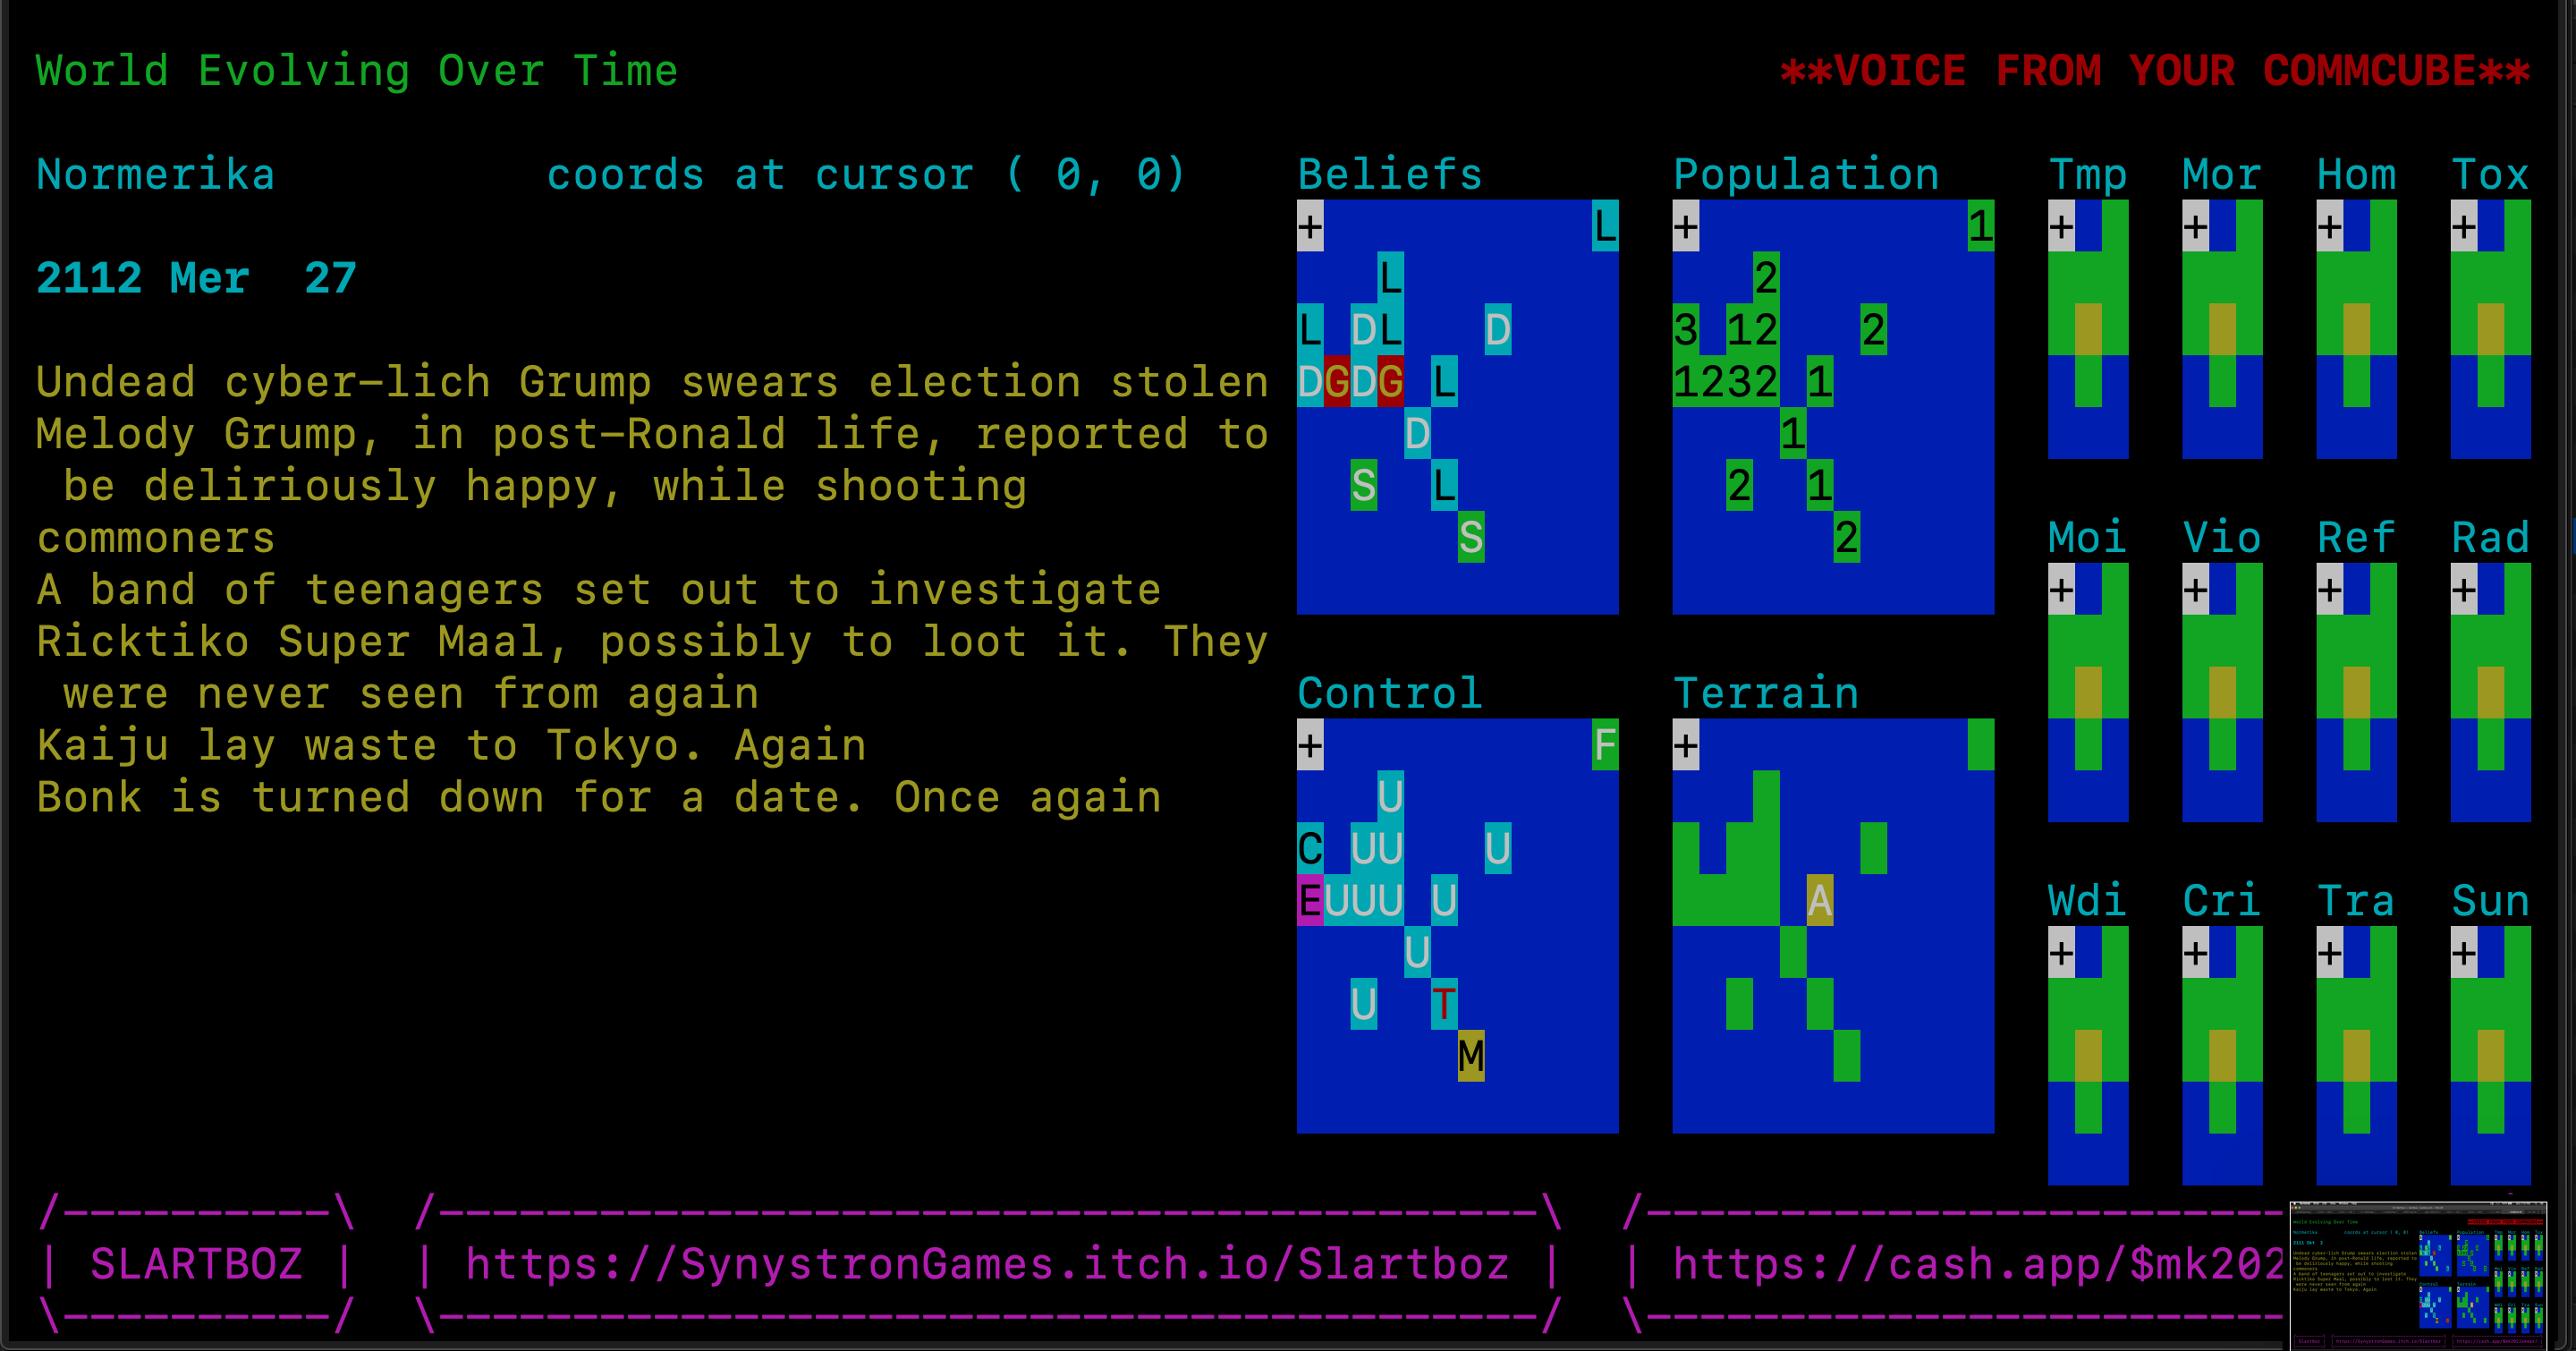 World Evolving Over Time **VOICE FROM YOUR COMMCUBE**
Normerika coords at cursor ( 0, 0)
2112 Mer 27
Undead cyber-lich Grump swears election stolen
Melody Grump, in post-Ronald life, reported to
be deliriously happy, while shooting
commoners
A band of teenagers set out to investigate
Ricktiko Super Maal, possibly to loot it. They
were never seen from again
Kaiju lay waste to Tokyo. Again
Bonk is turned down for a date. Once again
Beliefs
+ L
L
L DL D
DGDG L
D
S L
S
Population
+ 1
2
3 12 2
1232 1
1
2 1
2
Control
+ F
U
C UU U
EUUU U
U
U T
M
Terrain
+
A
Tmp Mor Hom Tox
+ + + +
Moi Vio Ref Rad
+ + + +
Wdi Cri Tra Sun
+ + + +
/----------\ /-----------------------------------------\ /------------------------
| SLARTBOZ | | https://SynystronGames.itch.io/Slartboz | | https://cash.app/$mk202
\----------/ \-----------------------------------------/ \------------------------